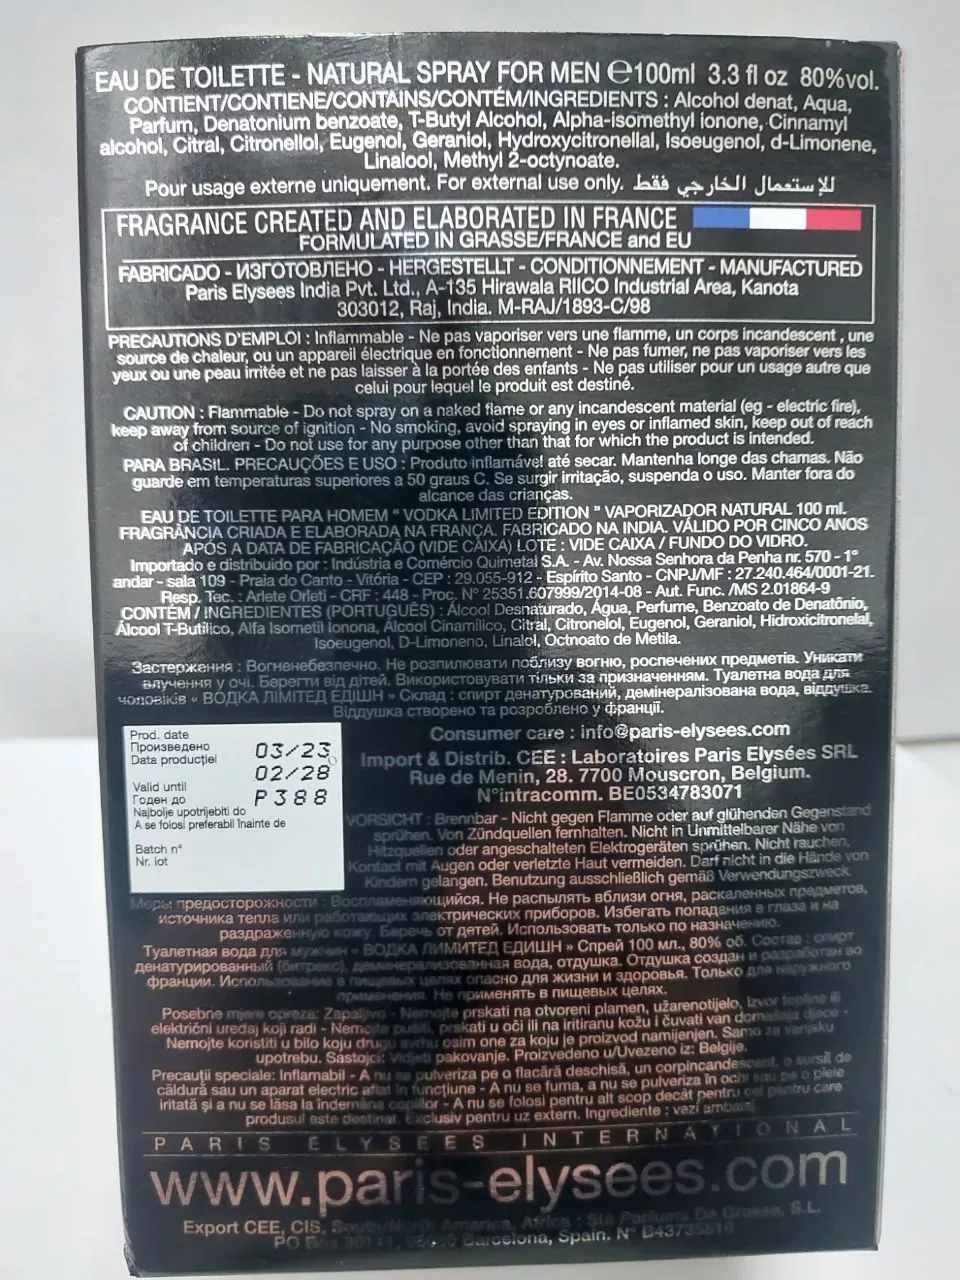 EAU DE TOILETTE - NATURAL SPRAY FOR MEN ℮100ml 3.3 fl oz 80%vol.
CONTIENT/CONTIENE/CONTAINS/CONTÉM/INGREDIENTS : Alcohol denat, Aqua,
Parfum, Denatonium benzoate, T-Butyl Alcohol, Alpha-isomethyl ionone, Cinnamyl
alcohol, Citral, Citronellol, Eugenol, Geraniol, Hydroxycitronellal, Isoeugenol, d-Limonene,
Linalool, Methyl 2-octynoate.
Pour usage externe uniquement. For external use only. للإستعمال الخارجي فقط
FRAGRANCE CREATED AND ELABORATED IN FRANCE
FORMULATED IN GRASSE/FRANCE and EU
FABRICADO - ИЗГОТОВЛЕНО - HERGESTELLT - CONDITIONNEMENT - MANUFACTURED
Paris Elysees India Pvt. Ltd., A-135 Hirawala RIICO Industrial Area, Kanota
303012, Raj, India. M-RAJ/1893-C/98
PRECAUTIONS D'EMPLOI : Inflammable - Ne pas vaporiser vers une flamme, un corps incandescent , une
source de chaleur, ou un appareil électrique en fonctionnement - Ne pas fumer, ne pas vaporiser vers les
yeux ou une peau irritée et ne pas laisser à la portée des enfants - Ne pas utiliser pour un usage autre que
celui pour lequel le produit est destiné.
CAUTION : Flammable - Do not spray on a naked flame or any incandescent material (eg - electric fire),
keep away from source of ignition - No smoking, avoid spraying in eyes or inflamed skin, keep out of reach
of children - Do not use for any purpose other than that for which the product is intended.
PARA BRASIL. PRECAUÇÕES E USO : Produto inflamável até secar. Mantenha longe das chamas. Não
guarde em temperaturas superiores a 50 graus C. Se surgir irritação, suspenda o uso. Manter fora do
alcance das crianças.
EAU DE TOILETTE PARA HOMEM “ VODKA LIMITED EDITION ” VAPORIZADOR NATURAL 100 ml.
FRAGRÂNCIA CRIADA E ELABORADA NA FRANÇA. FABRICADO NA INDIA. VÁLIDO POR CINCO ANOS
APÓS A DATA DE FABRICAÇÃO (VIDE CAIXA) LOTE : VIDE CAIXA / FUNDO DO VIDRO.
Importado e distribuido por : Indústria e Comércio Quimetal S.A. - Av. Nossa Senhora da Penha nr. 570 - 1°
andar - sala 109 - Praia do Canto - Vitória - CEP : 29.055-912 - Espírito Santo - CNPJ/MF : 27.240.464/0001-21.
Resp. Tec. : Arlete Orleti - CRF : 448 - Proc. N° 25351.607999/2014-08 - Aut. Func. /MS 2.01864-9
CONTÉM / INGREDIENTES (PORTUGUÊS) : Álcool Desnaturado, Água, Perfume, Benzoato de Denatônio,
Álcool T-Butílico, Alfa Isometil Ionona, Álcool Cinamílico, Citral, Citronelol, Eugenol, Geraniol, Hidroxicitronelal,
Isoeugenol, D-Limoneno, Linalol, Octnoato de Metila.
Застереження : Вогненебезпечно. Не розпилювати поблизу вогню, роспечених предметів. Уникати
влучення у очі. Берегти від дітей. Використовувати тільки за призначенням. Туалетна вода для
чоловіків « ВОДКА ЛІМІТЕД ЕДІШН » Склад : спирт денатурований, демінералізована вода, віддушка.
Віддушка створено та розроблено у франції.
Consumer care : info@paris-elysees.com
Import & Distrib. CEE : Laboratoires Paris Elysées SRL
Rue de Menin, 28. 7700 Mouscron, Belgium.
N°intracomm. BE0534783071
Prod. date
Произведено 03/23
Data producţiei
02/28
Valid until
Годен до P388
Najbolje upotrijebiti do
A se folosi preferabil înainte de
Batch n°
Nr. lot
VORSICHT : Brennbar - Nicht gegen Flamme oder auf glühenden Gegenstand
sprühen. Von Zündquellen fernhalten. Nicht in Unmittelbarer Nähe von
Hitzquellen oder angeschalteten Elektrogeräten sprühen. Nicht rauchen,
Kontact mit Augen oder verletzte Haut vermeiden. Darf nicht in die Hände von
Kindern gelangen. Benutzung ausschließlich gemäß Verwendungszweck.
Меры предосторожности : Воспламеняющийся. Не распылять вблизи огня, раскаленных предметов,
источника тепла или работающих электрических приборов. Избегать попадания в глаза и на
раздраженную кожу. Беречь от детей. Использовать только по назначению.
Туалетная вода для мужчин « ВОДКА ЛИМИТЕД ЕДИШН » Спрей 100 мл., 80% об. Состав : спирт
денатурированный (битрекс), деминерализованная вода, отдушка. Отдушка создан и разработан во
франции. Использование в пищевых целях опасно для жизни и здоровья. Только для наружного
применения. Не применять в пищевых целях.
Posebne mjere opreza: Zapaljivo - Nemojte prskati na otvoreni plamen, užarenotijelo, izvor topline ili
električni uređaj koji radi - Nemojte pušiti, prskati u oči ili na iritiranu kožu i čuvati van domašaja djece -
Nemojte koristiti u bilo koju drugu svrhu osim one za koju je proizvod namijenjen. Samo za vanjsku
upotrebu. Sastojci: Vidjeti pakovanje. Proizvedeno u/Uvezeno iz: Belgije.
Precauţii speciale: Inflamabil - A nu se pulveriza pe o flacără deschisă, un corpincandescent, o sursă de
căldură sau un aparat electric aflat în funcţiune - A nu se fuma, a nu se pulveriza în ochi sau pe o piele
iritată şi a nu se lăsa la îndemâna copiilor - A nu se folosi pentru alt scop decât pentru cel pentru care
produsul este destinat. Exclusiv pentru uz extern. Ingrediente : vezi ambalaj
PARIS ELYSEES INTERNATIONAL
www.paris-elysees.com
Export CEE, CIS, South/North America, Africa : Sté Parfums De Grasse, S.L.
PO Box Barcelona, Spain. N°